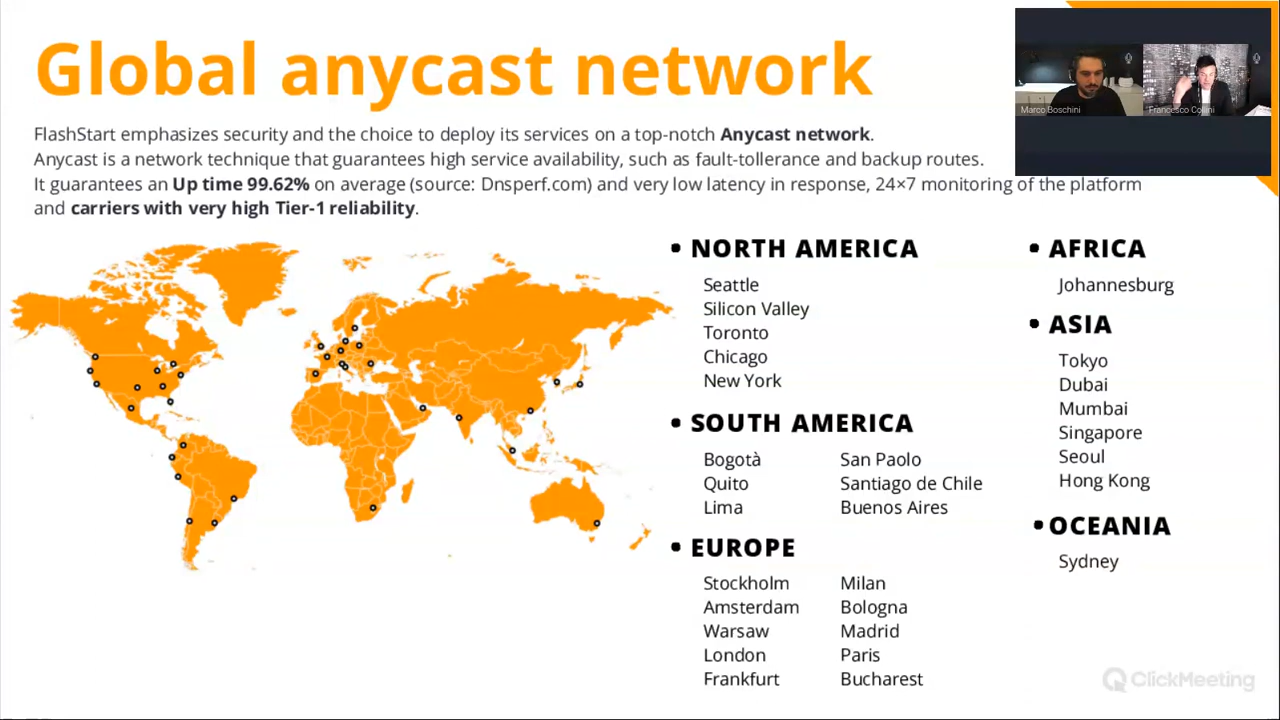 Global anycast network
FlashStart emphasizes security and the choice to deploy its services on a top-notch Anycast network.
Anycast is a network technique that guarantees high service availability, such as fault-tollerance and backup routes.
It guarantees an Up time 99.62% on average (source: Dnsperf.com) and very low latency in response, 24×7 monitoring of the platform
and carriers with very high Tier-1 reliability.
Marco Boschini
Francesco Collini
• NORTH AMERICA
Seattle
Silicon Valley
Toronto
Chicago
New York
• SOUTH AMERICA
Bogotà
Quito
Lima
San Paolo
Santiago de Chile
Buenos Aires
• EUROPE
Stockholm
Amsterdam
Warsaw
London
Frankfurt
Milan
Bologna
Madrid
Paris
Bucharest
• AFRICA
Johannesburg
• ASIA
Tokyo
Dubai
Mumbai
Singapore
Seoul
Hong Kong
• OCEANIA
Sydney
ClickMeeting